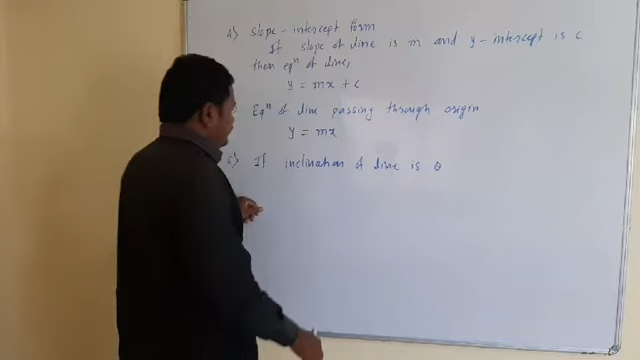 a) slope-intercept form
If slope of line is m and y-intercept is c
then eqⁿ of line,
y = mx + c
Eqⁿ of line passing through origin
y = mx
If inclination of line is θ